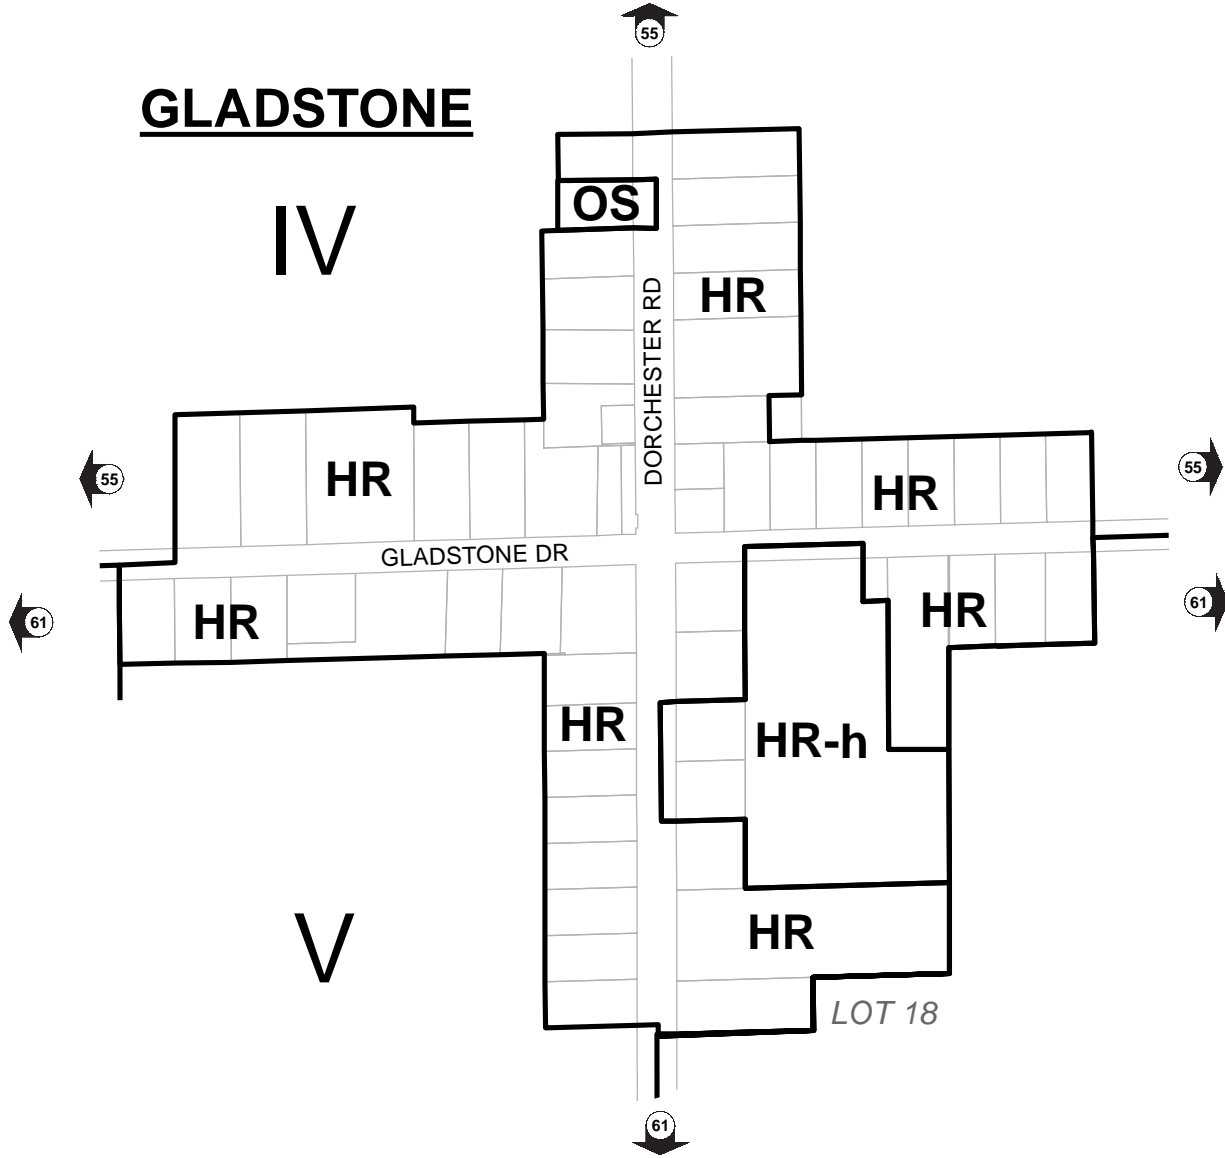 55
GLADSTONE
IV
OS
HR
DORCHESTER RD
HR
HR
55
55
GLADSTONE DR
HR
HR
61
61
HR
HR-h
V
HR
LOT 18
61